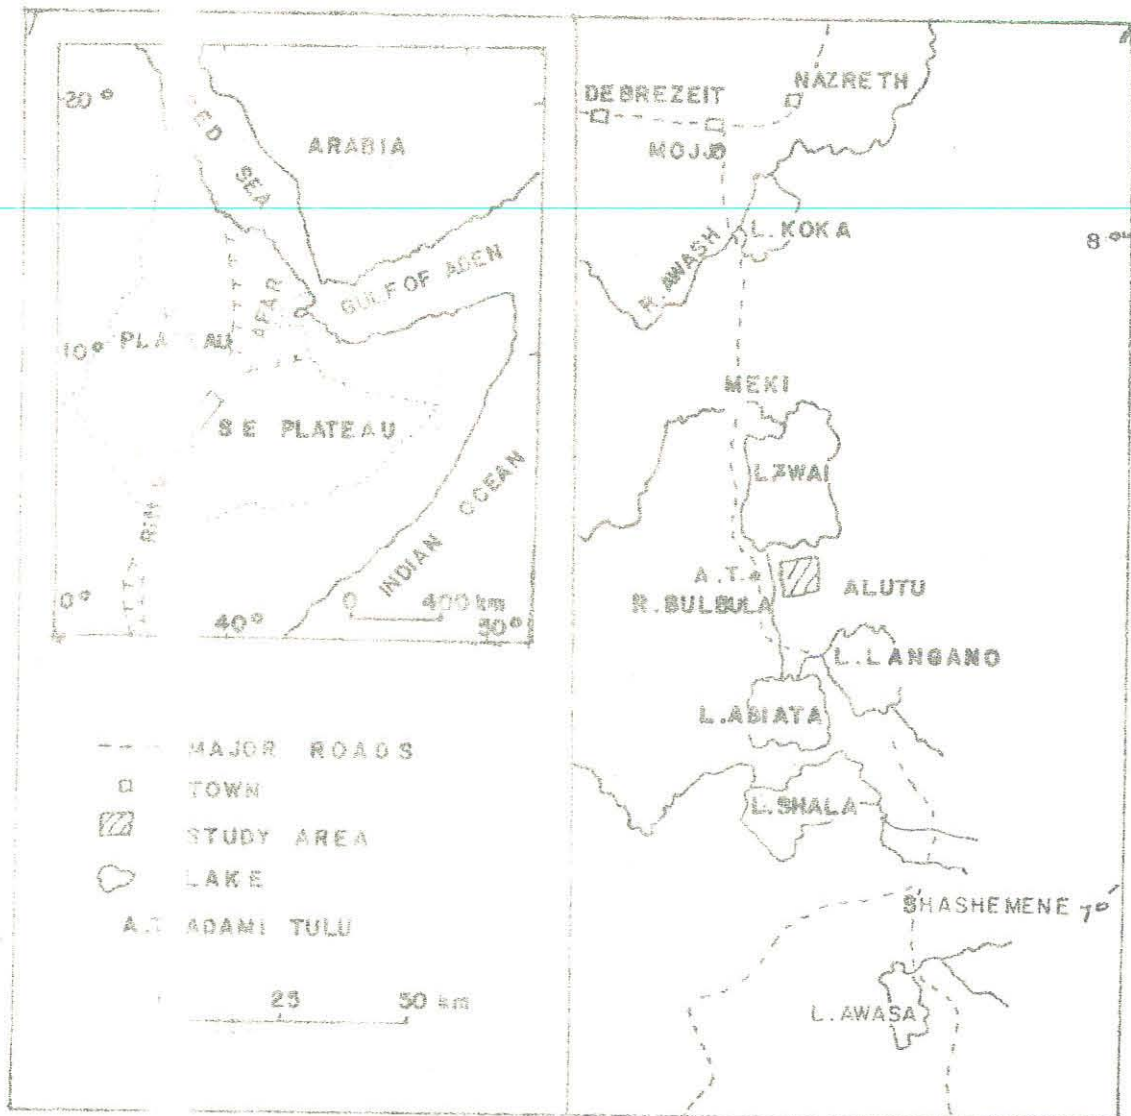 20°
RED SEA
ARABIA
GULF OF ADEN
AFAR
10°
PLATEAU
SE PLATEAU
INDIAN OCEAN
0°
40°
50°
0 400 km
MAJOR ROADS
TOWN
STUDY AREA
LAKE
A.T ADAMI TULU
25 50 km
NAZRETH
DEBREZEIT
MOJJO
L. KOKA
8°
R. AWASH
MEKI
L.ZWAI
A.T.
ALUTU
R. BULBULA
L. LANGANO
L.ABIATA
L.SHALA
SHASHEMENE
7°
L. AWASA